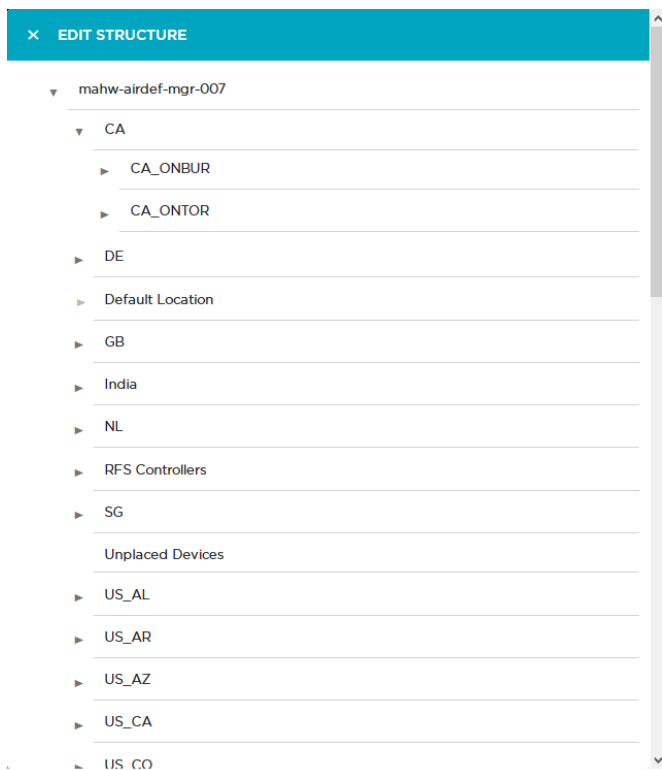 × EDIT STRUCTURE
mahw-airdef-mgr-007
CA
CA_ONBUR
CA_ONTOR
DE
Default Location
GB
India
NL
RFS Controllers
SG
Unplaced Devices
US_AL
US_AR
US_AZ
US_CA
US_CO